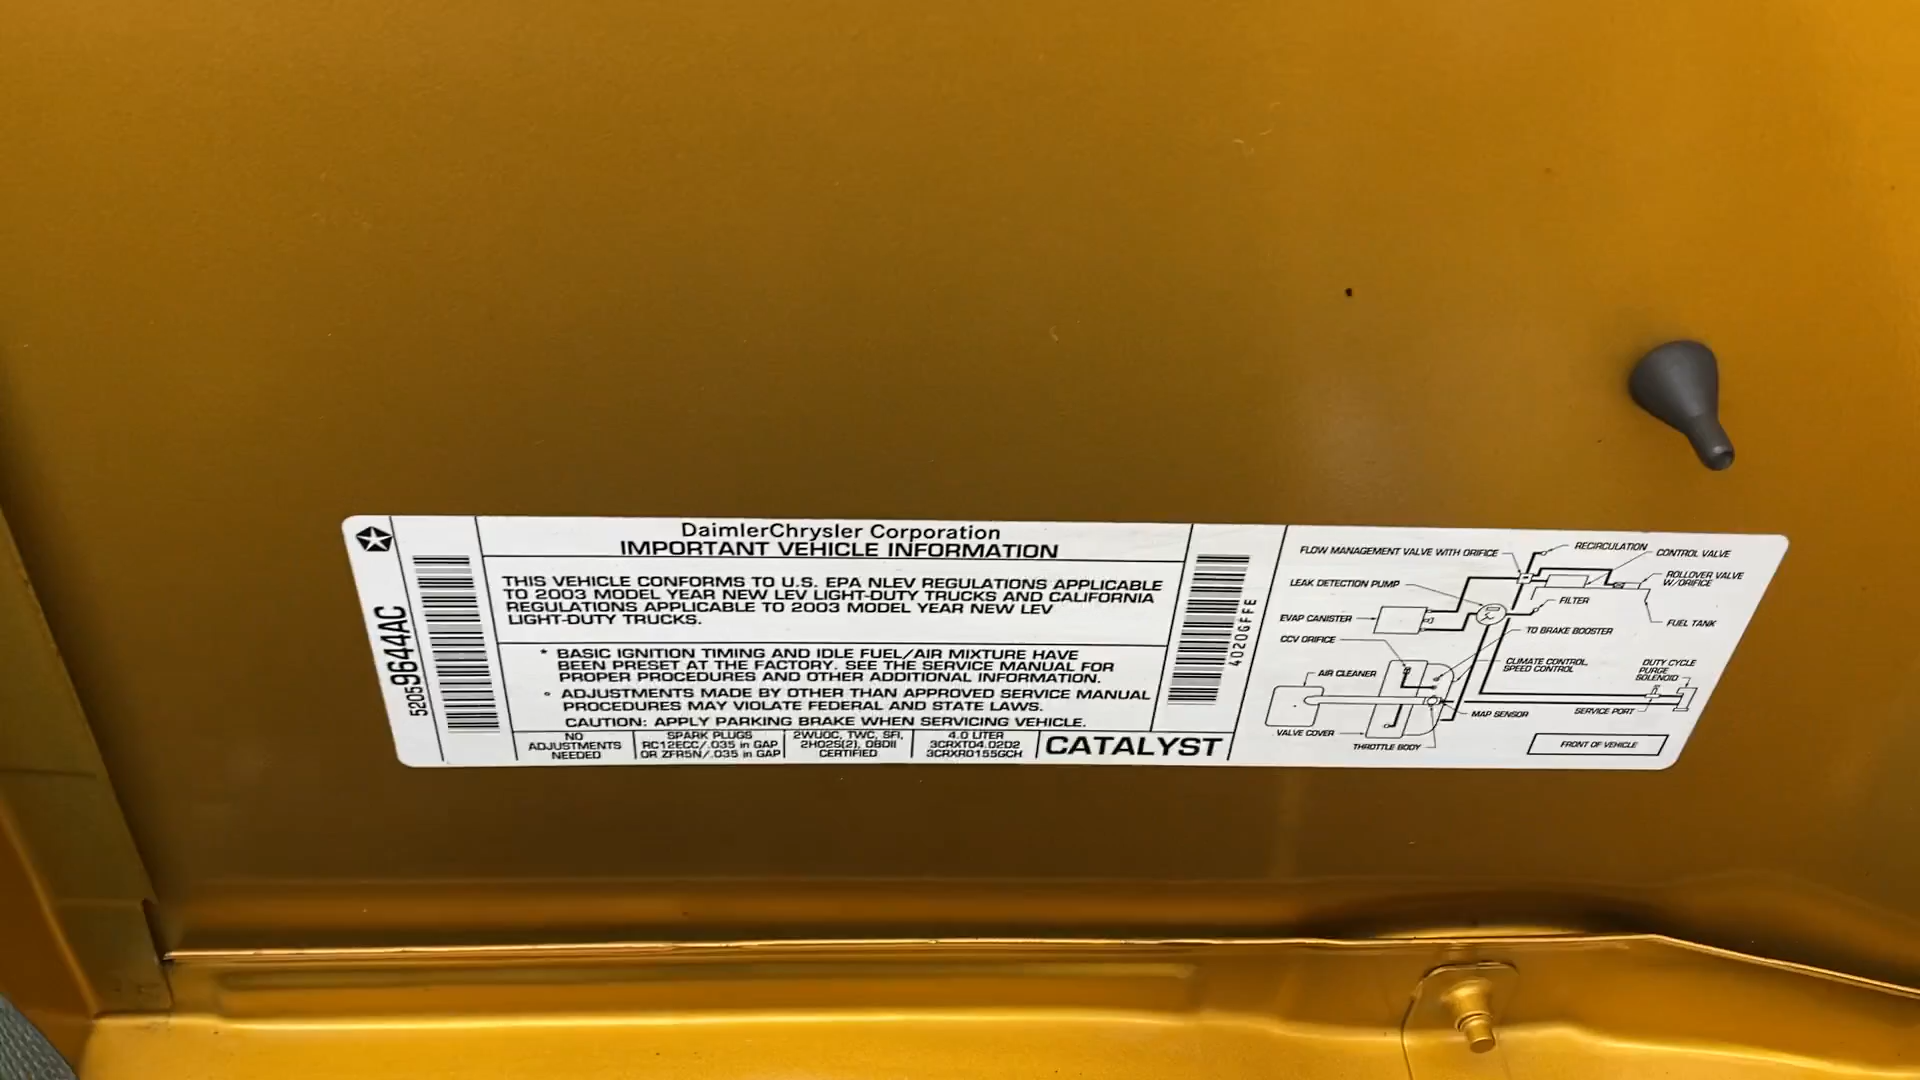 52059644AC
DaimlerChrysler Corporation
IMPORTANT VEHICLE INFORMATION
THIS VEHICLE CONFORMS TO U.S. EPA NLEV REGULATIONS APPLICABLE
TO 2003 MODEL YEAR NEW LEV LIGHT-DUTY TRUCKS AND CALIFORNIA
REGULATIONS APPLICABLE TO 2003 MODEL YEAR NEW LEV
LIGHT-DUTY TRUCKS.
* BASIC IGNITION TIMING AND IDLE FUEL/AIR MIXTURE HAVE
BEEN PRESET AT THE FACTORY. SEE THE SERVICE MANUAL FOR
PROPER PROCEDURES AND OTHER ADDITIONAL INFORMATION.
* ADJUSTMENTS MADE BY OTHER THAN APPROVED SERVICE MANUAL
PROCEDURES MAY VIOLATE FEDERAL AND STATE LAWS.
CAUTION: APPLY PARKING BRAKE WHEN SERVICING VEHICLE.
NO
ADJUSTMENTS
NEEDED
SPARK PLUGS
RC12ECC/.035 in GAP
OR ZFR5N/.035 in GAP
2WUOC, TWC, SFI,
2HO2S(2), OBDII
CERTIFIED
4.0 LITER
3CRXT04.02D2
3CRXR0155GCH
CATALYST
4020GFFE
FLOW MANAGEMENT VALVE WITH ORIFICE
RECIRCULATION
CONTROL VALVE
LEAK DETECTION PUMP
ROLLOVER VALVE
W/ORIFICE
FILTER
EVAP CANISTER
FUEL TANK
CCV ORIFICE
TO BRAKE BOOSTER
CLIMATE CONTROL,
SPEED CONTROL
DUTY CYCLE
PURGE
SOLENOID
AIR CLEANER
MAP SENSOR
SERVICE PORT
VALVE COVER
THROTTLE BODY
FRONT OF VEHICLE